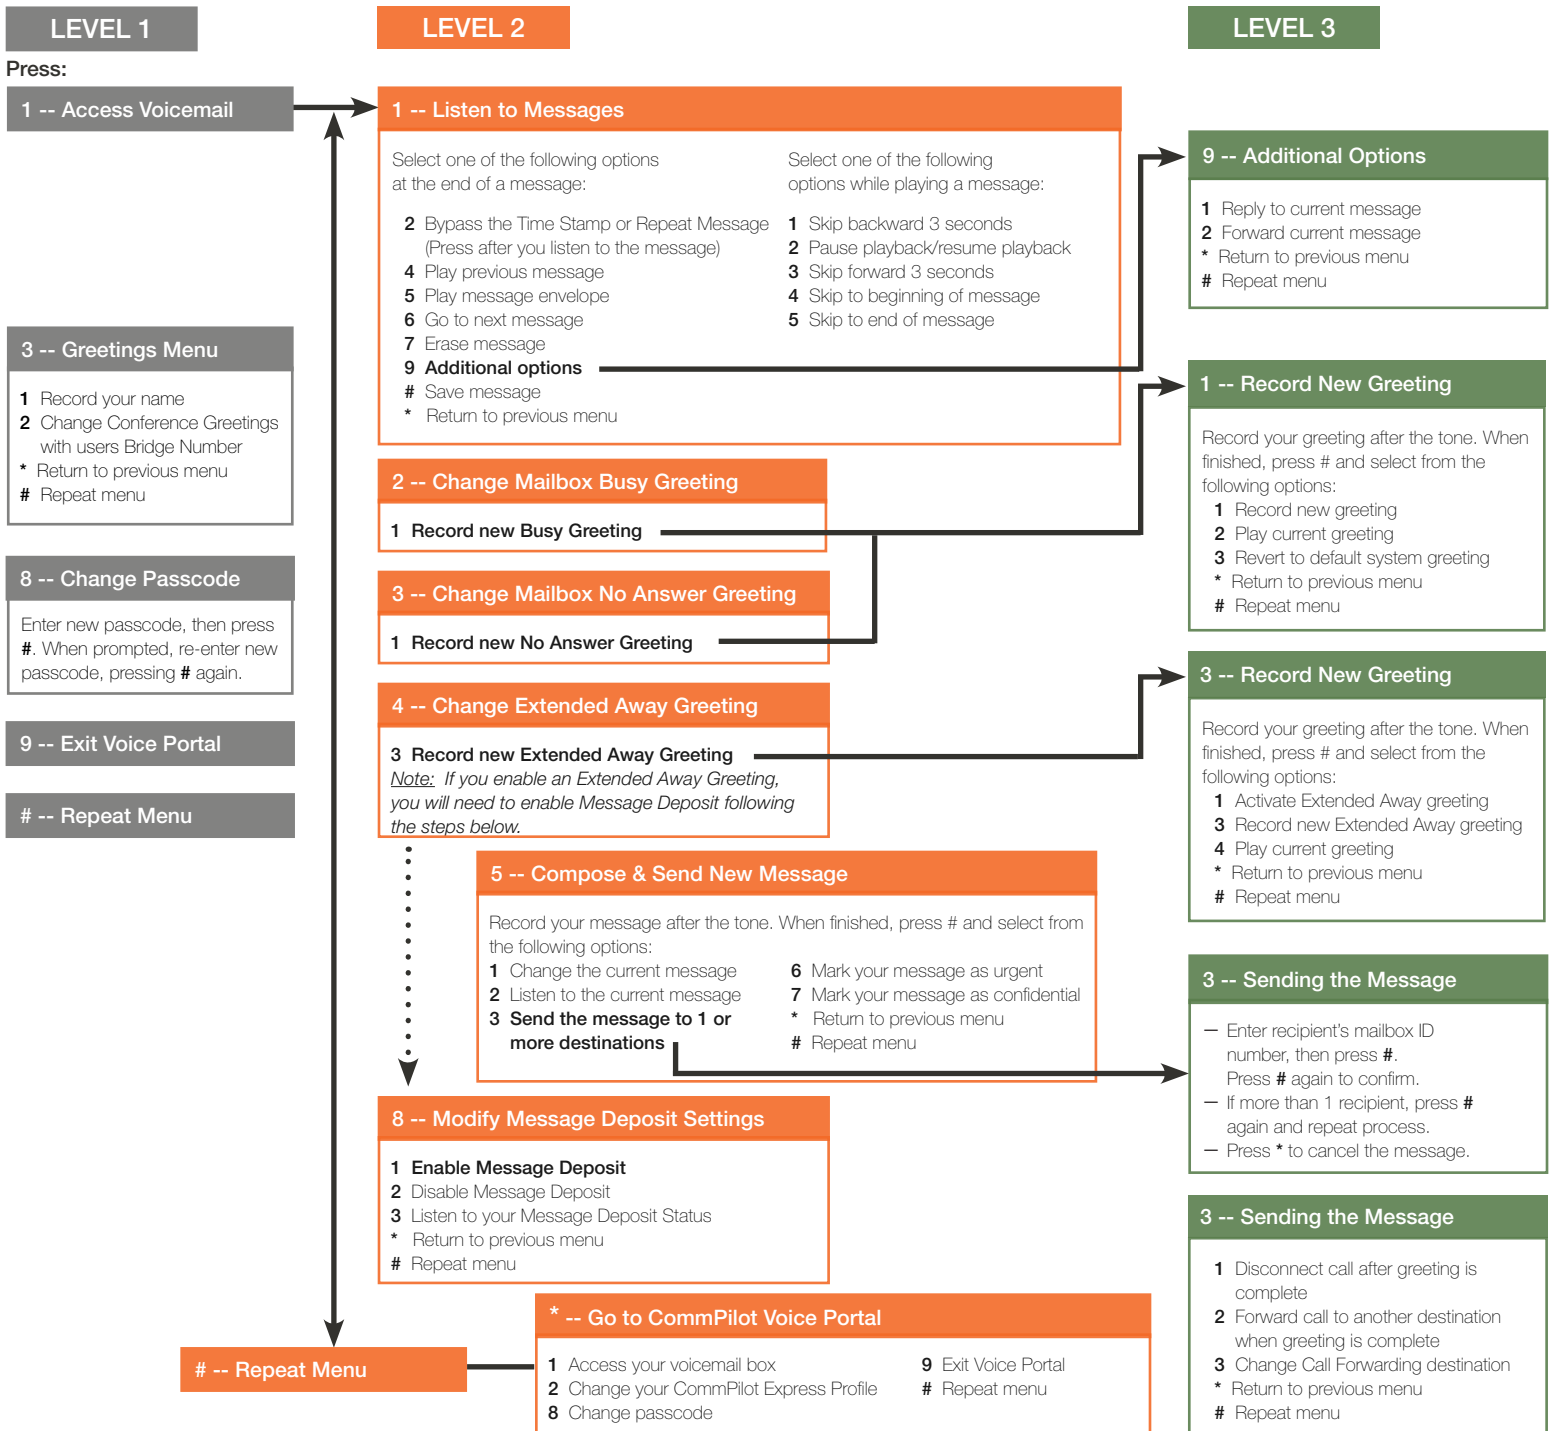 LEVEL 1
Press:
1 -- Access Voicemail
3 -- Greetings Menu
1 Record your name
2 Change Conference Greetings
with users Bridge Number
* Return to previous menu
# Repeat menu
8 -- Change Passcode
Enter new passcode, then press
#. When prompted, re-enter new
passcode, pressing # again.
9 -- Exit Voice Portal
# -- Repeat Menu
LEVEL 2
1 -- Listen to Messages
Select one of the following options
at the end of a message:
2 Bypass the Time Stamp or Repeat Message
(Press after you listen to the message)
4 Play previous message
5 Play message envelope
6 Go to next message
7 Erase message
9 Additional options
# Save message
* Return to previous menu
Select one of the following
options while playing a message:
1 Skip backward 3 seconds
2 Pause playback/resume playback
3 Skip forward 3 seconds
4 Skip to beginning of message
5 Skip to end of message
2 -- Change Mailbox Busy Greeting
1 Record new Busy Greeting
3 -- Change Mailbox No Answer Greeting
1 Record new No Answer Greeting
4 -- Change Extended Away Greeting
3 Record new Extended Away Greeting
Note: If you enable an Extended Away Greeting,
you will need to enable Message Deposit following
the steps below.
5 -- Compose & Send New Message
Record your message after the tone. When finished, press # and select from
the following options:
1 Change the current message
2 Listen to the current message
3 Send the message to 1 or
more destinations
6 Mark your message as urgent
7 Mark your message as confidential
* Return to previous menu
# Repeat menu
8 -- Modify Message Deposit Settings
1 Enable Message Deposit
2 Disable Message Deposit
3 Listen to your Message Deposit Status
* Return to previous menu
# Repeat menu
# -- Repeat Menu
* -- Go to CommPilot Voice Portal
1 Access your voicemail box
2 Change your CommPilot Express Profile
8 Change passcode
9 Exit Voice Portal
# Repeat menu
LEVEL 3
9 -- Additional Options
1 Reply to current message
2 Forward current message
* Return to previous menu
# Repeat menu
1 -- Record New Greeting
Record your greeting after the tone. When
finished, press # and select from the
following options:
1 Record new greeting
2 Play current greeting
3 Revert to default system greeting
* Return to previous menu
# Repeat menu
3 -- Record New Greeting
Record your greeting after the tone. When
finished, press # and select from the
following options:
1 Activate Extended Away greeting
3 Record new Extended Away greeting
4 Play current greeting
* Return to previous menu
# Repeat menu
3 -- Sending the Message
— Enter recipient's mailbox ID
number, then press #.
Press # again to confirm.
— If more than 1 recipient, press #
again and repeat process.
— Press * to cancel the message.
3 -- Sending the Message
1 Disconnect call after greeting is
complete
2 Forward call to another destination
when greeting is complete
3 Change Call Forwarding destination
* Return to previous menu
# Repeat menu